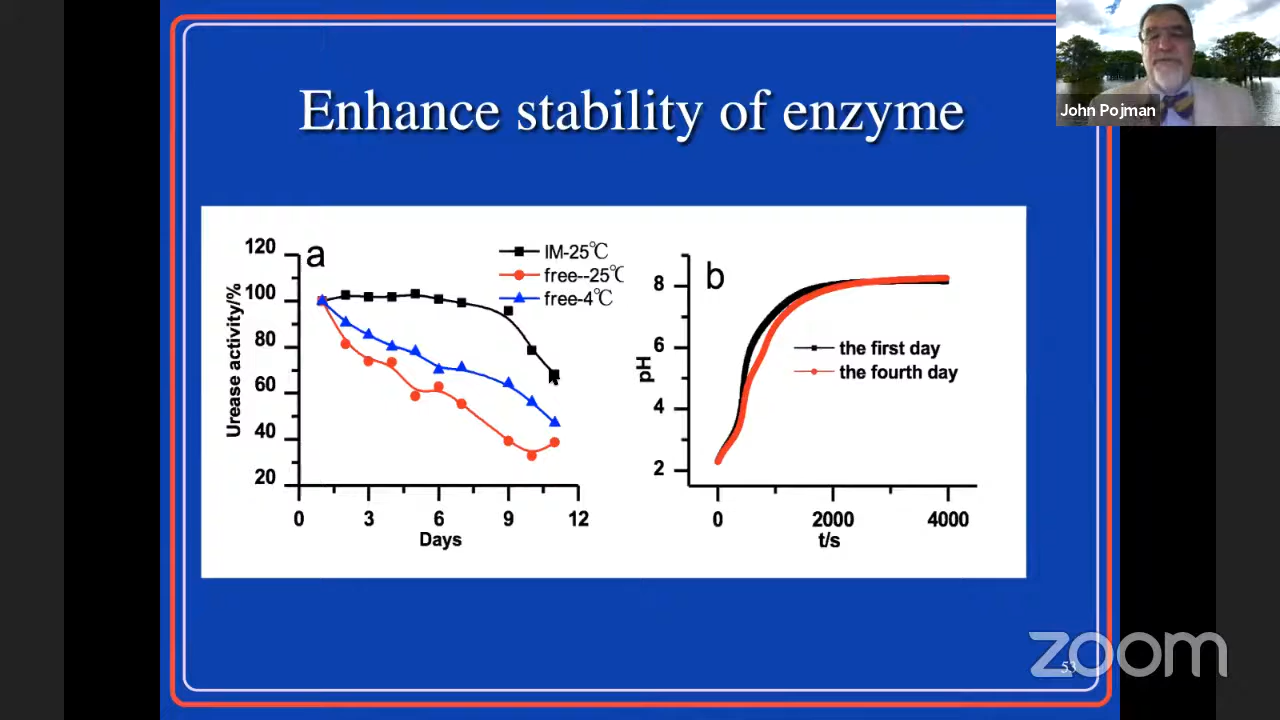 John Pojman
Enhance stability of enzyme
a
IM-25℃
free--25℃
free-4℃
120
100
80
60
40
20
Urease activity/%
0 3 6 9 12
Days
b
the first day
the fourth day
8
6
4
2
pH
0 2000 4000
t/s
53
zoom